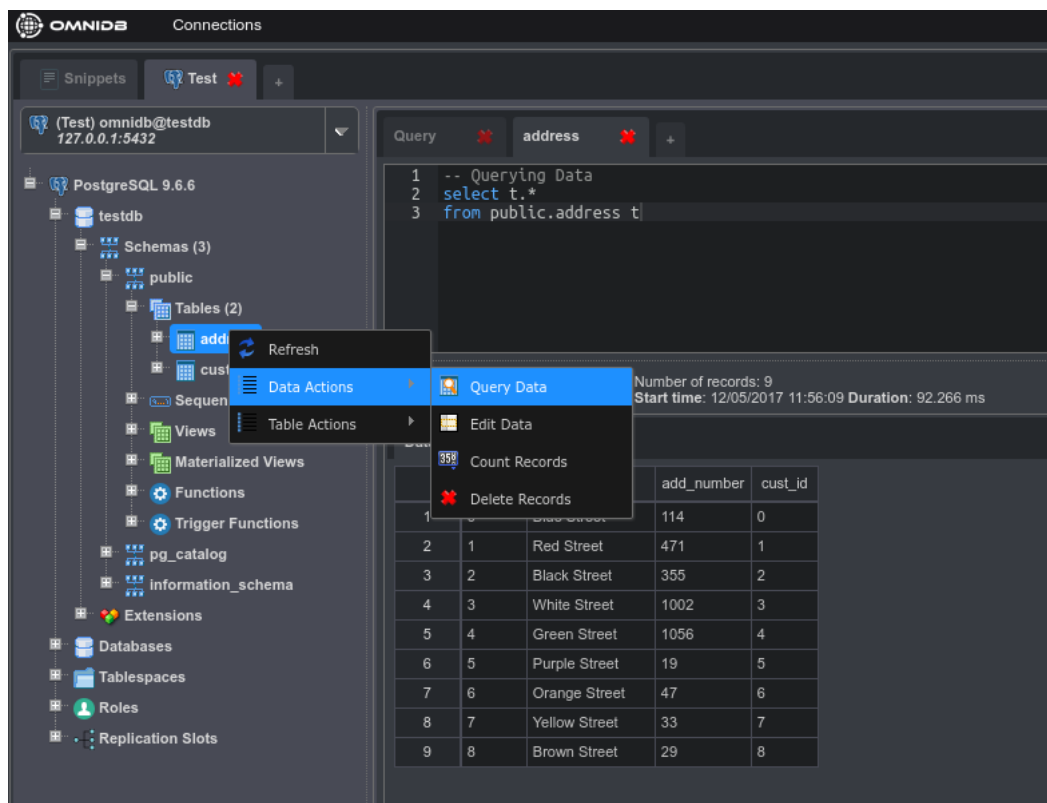 OMNIDB Connections
Snippets Test +
(Test) omnidb@testdb
127.0.0.1:5432
PostgreSQL 9.6.6
testdb
Schemas (3)
public
Tables (2)
Views
Materialized Views
Functions
Trigger Functions
pg_catalog
information_schema
Extensions
Databases
Tablespaces
Roles
Replication Slots
Refresh
Data Actions
Table Actions
Query Data
Edit Data
Count Records
Delete Records
Query address +
1 -- Querying Data
2 select t.*
3 from public.address t
Number of records: 9
Start time: 12/05/2017 11:56:09 Duration: 92.266 ms
add_number cust_id
1 114 0
2 1 Red Street 471 1
3 2 Black Street 355 2
4 3 White Street 1002 3
5 4 Green Street 1056 4
6 5 Purple Street 19 5
7 6 Orange Street 47 6
8 7 Yellow Street 33 7
9 8 Brown Street 29 8